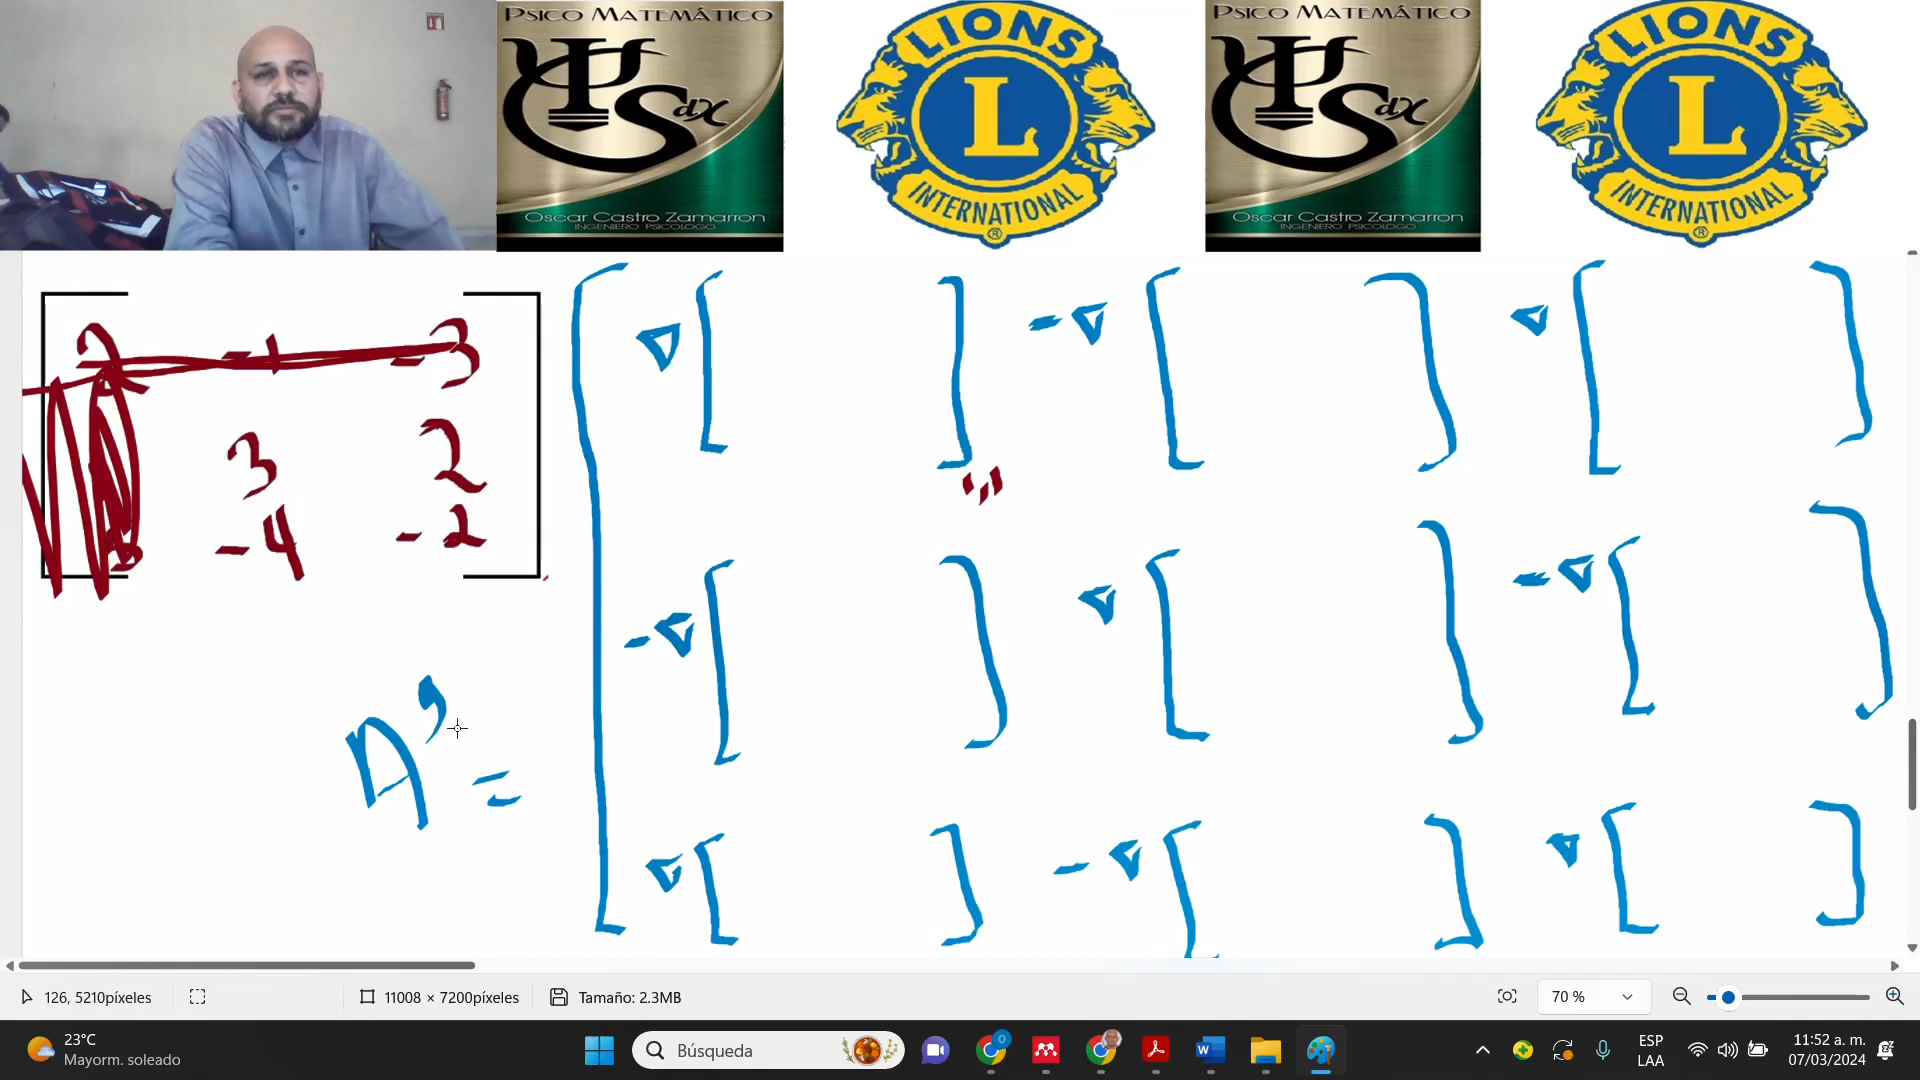 PSICO MATEMÁTICO
dx
Oscar Castro Zamarron
INGENIERO PSICOLOGO
LIONS
L
INTERNATIONAL
®
PSICO MATEMÁTICO
dx
Oscar Castro Zamarron
INGENIERO PSICOLOGO
LIONS
L
INTERNATIONAL
®
2 -1 -3
3 2
-4 -2
A' =
126, 5210píxeles
11008 × 7200píxeles
Tamaño: 2.3MB
70 %
23°C
Mayorm. soleado
Búsqueda
ESP
LAA
11:52 a. m.
07/03/2024